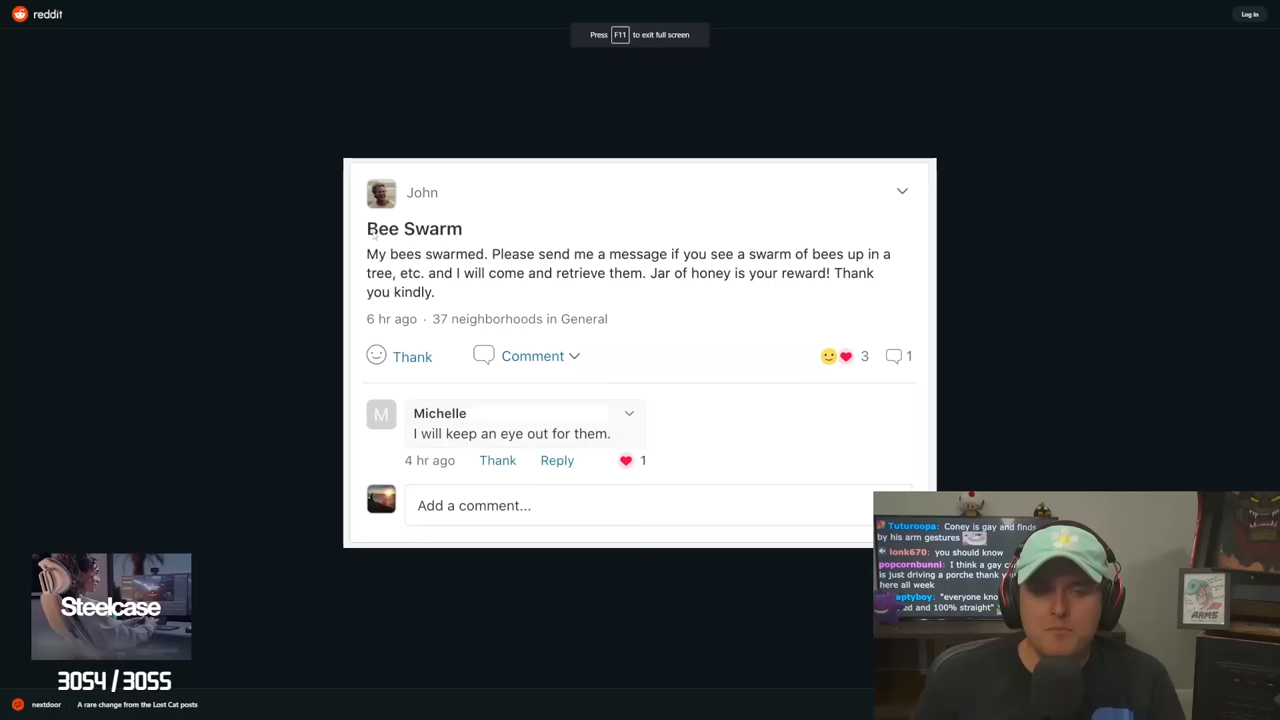 reddit
Log In
Press F11 to exit full screen
John
Bee Swarm
My bees swarmed. Please send me a message if you see a swarm of bees up in a
tree, etc. and I will come and retrieve them. Jar of honey is your reward! Thank
you kindly.
6 hr ago · 37 neighborhoods in General
Thank
Comment
3
1
M
Michelle
I will keep an eye out for them.
4 hr ago Thank Reply
1
Add a comment...
Tuturoopa: Coney is gay and finds
by his arm gestures
lonk670: you should know
popcornbunni: I think a gay
is just driving a porche thank
here all week
"everyone
and 100% straight"
ARMS
Steelcase
3054 / 3055
nextdoor A rare change from the Lost Cat posts